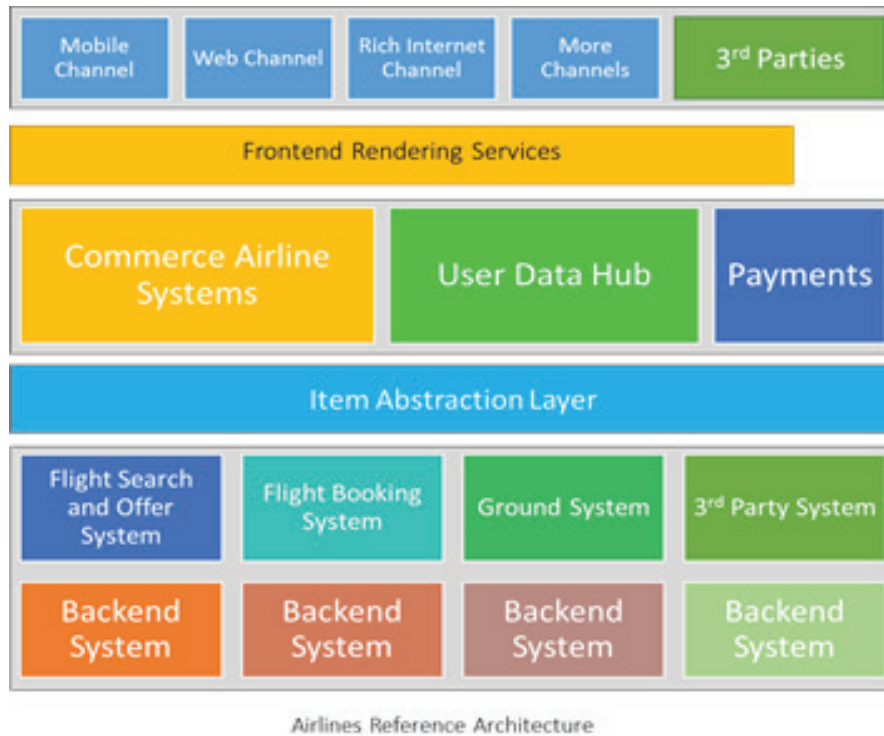 Mobile
Channel
Web Channel
Rich Internet
Channel
More
Channels
3rd Parties
Frontend Rendering Services
Commerce Airline
Systems
User Data Hub
Payments
Item Abstraction Layer
Flight Search
and Offer
System
Flight Booking
System
Ground System
3rd Party System
Backend
System
Backend
System
Backend
System
Backend
System
Airlines Reference Architecture